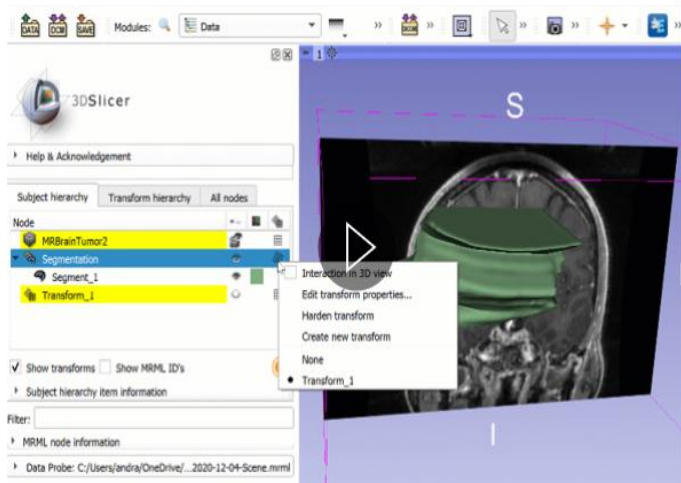 DATA DCM SAVE Modules: Data » DCOM » » » »
1
3DSlicer
Help & Acknowledgement
Subject hierarchy Transform hierarchy All nodes
Node
MRBrainTumor2
Segmentation
Segment_1
Transform_1
Interaction in 3D view
Edit transform properties...
Harden transform
Create new transform
None
Transform_1
Show transforms Show MRML ID's
Subject hierarchy item information
Filter:
MRML node information
Data Probe: C:/Users/andra/OneDrive/...2020-12-04-Scene.mrml
S
I